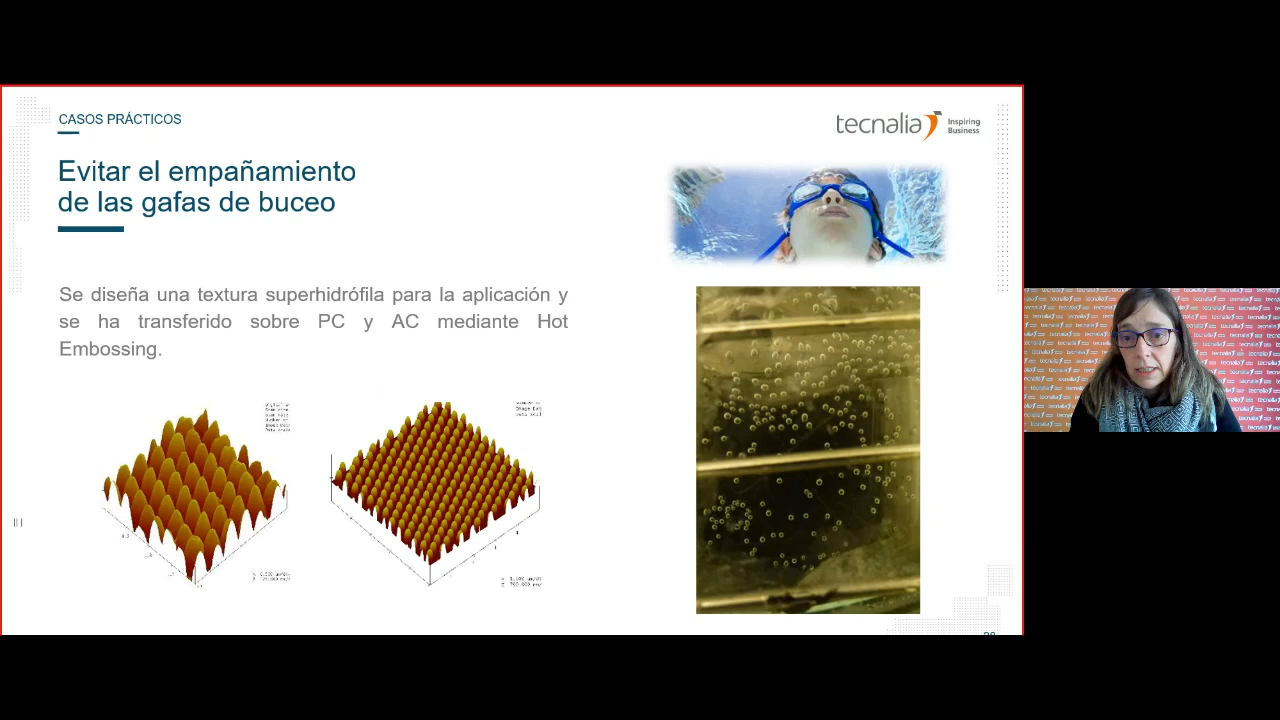 CASOS PRÁCTICOS
tecnalia Inspiring
Business
Evitar el empañamiento
de las gafas de buceo
Se diseña una textura superhidrófila para la aplicación y
se ha transferido sobre PC y AC mediante Hot
Embossing.
tecnalia